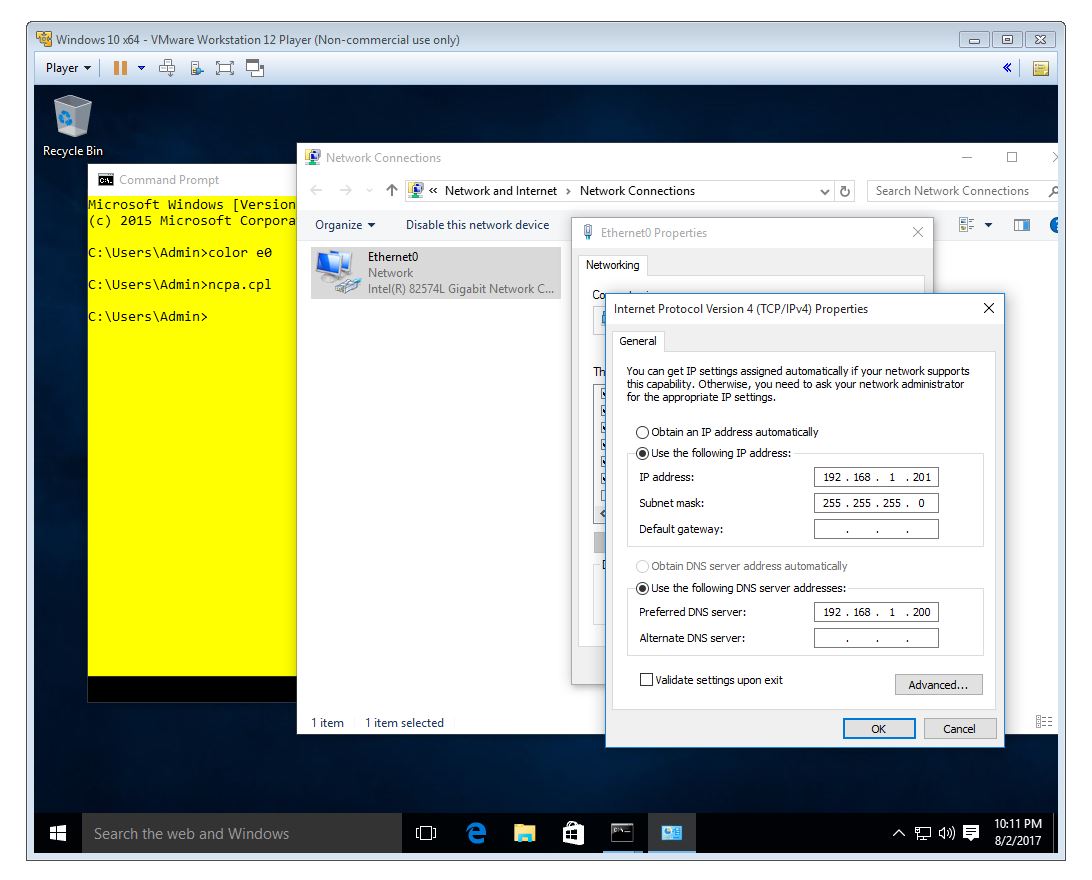 Windows 10 x64 - VMware Workstation 12 Player (Non-commercial use only)
Player
Recycle Bin
Command Prompt
Microsoft Windows [Version
(c) 2015 Microsoft Corpora
C:\Users\Admin>color e0
C:\Users\Admin>ncpa.cpl
C:\Users\Admin>
Network Connections
« Network and Internet > Network Connections
Search Network Connections
Organize
Disable this network device
Ethernet0
Network
Intel(R) 82574L Gigabit Network C...
1 item
1 item selected
Ethernet0 Properties
Networking
Internet Protocol Version 4 (TCP/IPv4) Properties
General
You can get IP settings assigned automatically if your network supports
this capability. Otherwise, you need to ask your network administrator
for the appropriate IP settings.
Obtain an IP address automatically
Use the following IP address:
IP address: 192 . 168 . 1 . 201
Subnet mask: 255 . 255 . 255 . 0
Default gateway: . . .
Obtain DNS server address automatically
Use the following DNS server addresses:
Preferred DNS server: 192 . 168 . 1 . 200
Alternate DNS server: . . .
Validate settings upon exit
Advanced...
OK
Cancel
Search the web and Windows
10:11 PM
8/2/2017